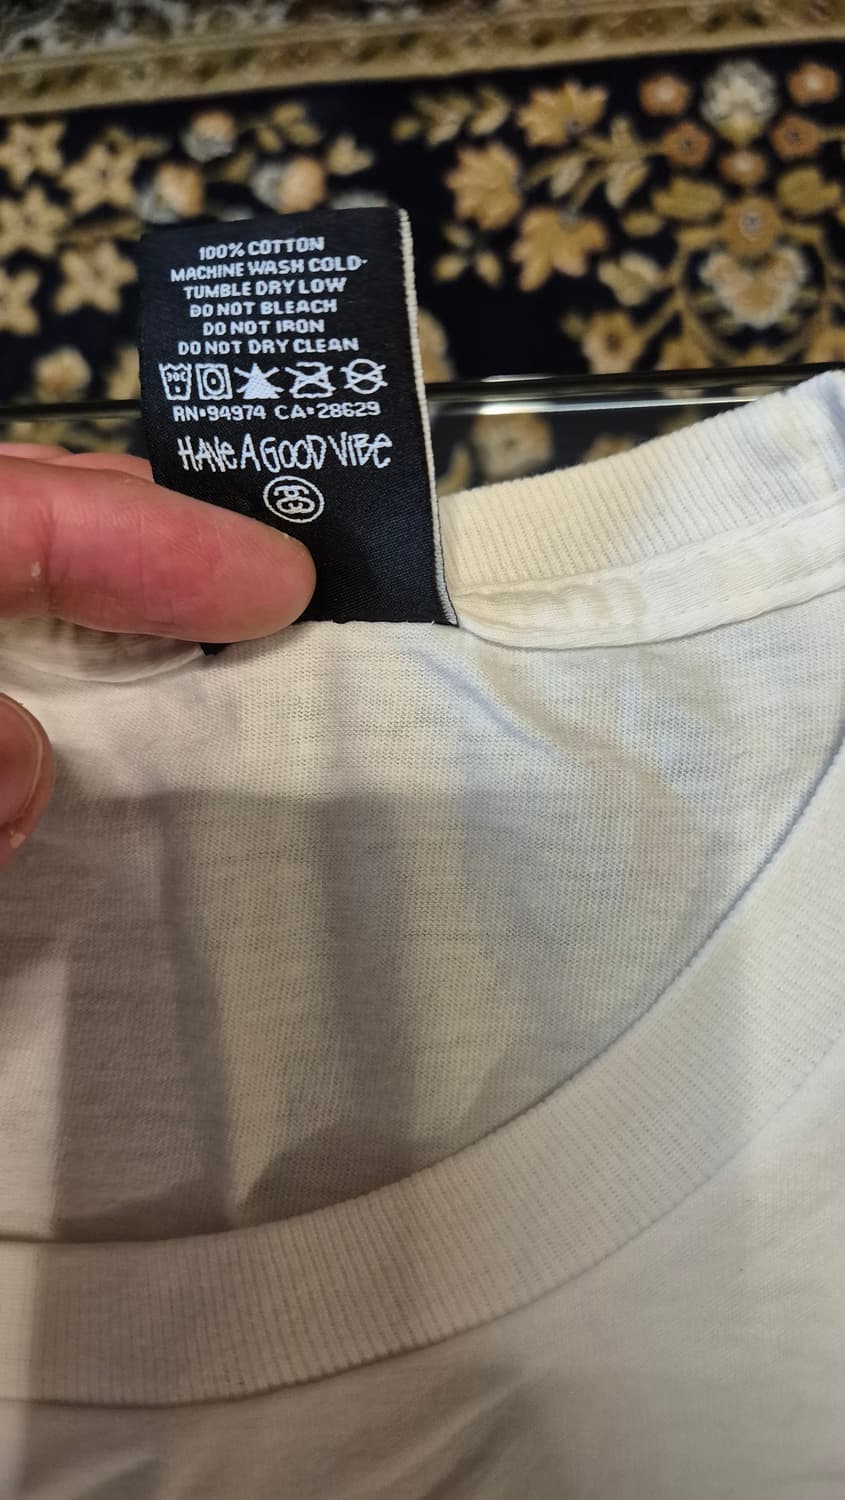 100% COTTON
MACHINE WASH COLD
TUMBLE DRY LOW
DO NOT BLEACH
DO NOT IRON
DO NOT DRY CLEAN
30C
RN•94974 CA•28629
HAVE A GOOD VIBE